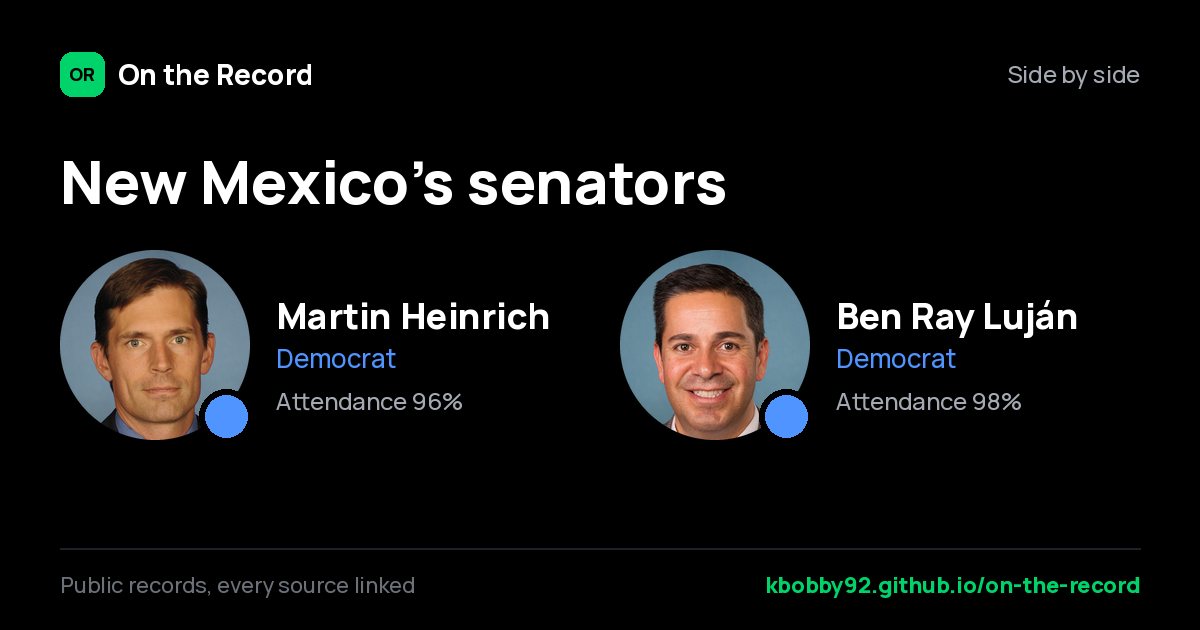 OR On the Record
Side by side
New Mexico’s senators
Martin Heinrich
Democrat
Attendance 96%
Ben Ray Luján
Democrat
Attendance 98%
Public records, every source linked
kbobby92.github.io/on-the-record